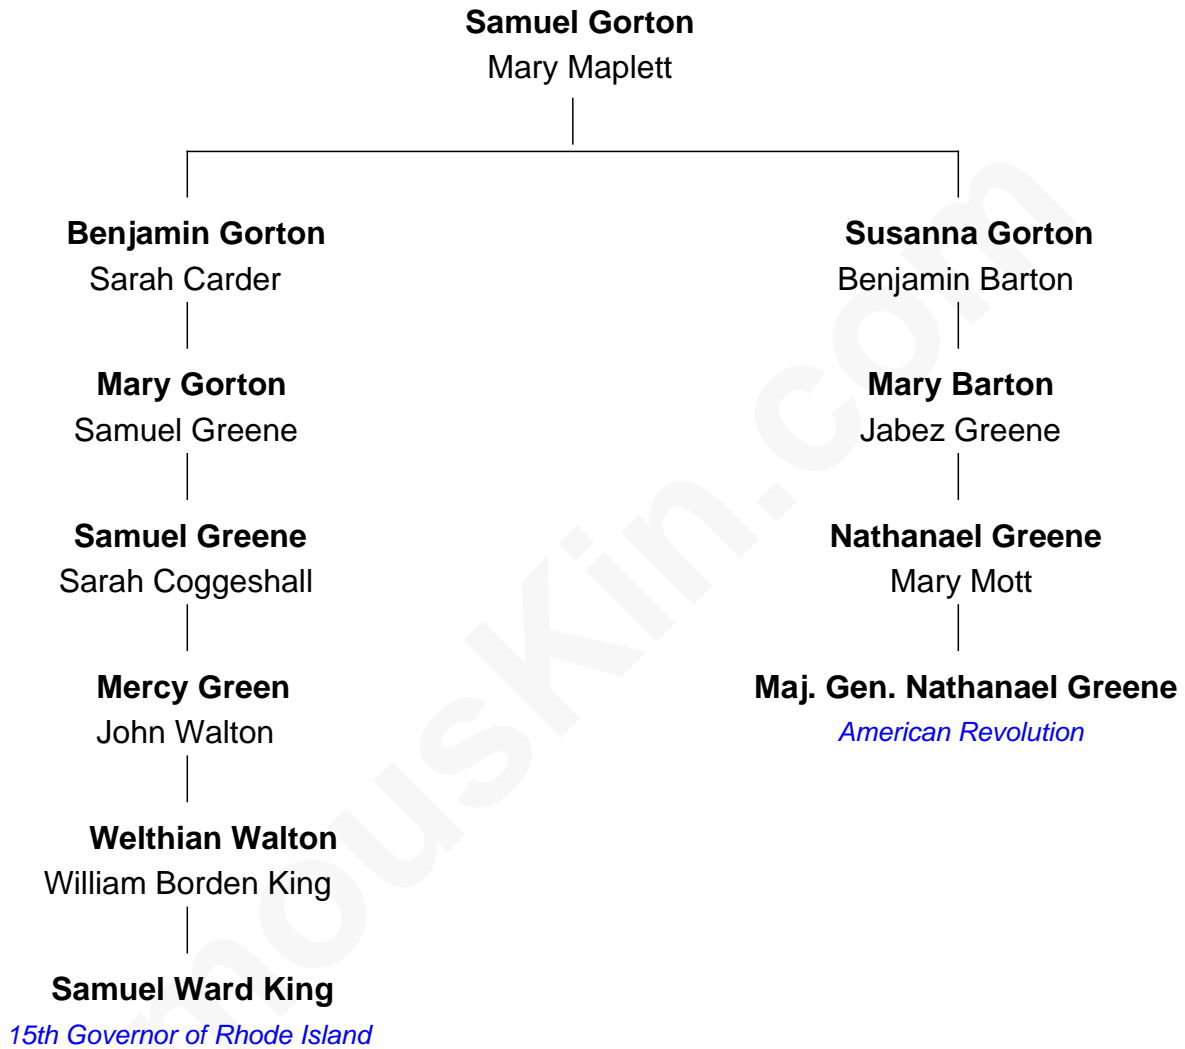 Samuel Gorton
Mary Maplett
Benjamin Gorton
Sarah Carder
Susanna Gorton
Benjamin Barton
Mary Gorton
Samuel Greene
Mary Barton
Jabez Greene
Samuel Greene
Sarah Coggeshall
Nathanael Greene
Mary Mott
Mercy Green
John Walton
Maj. Gen. Nathanael Greene
American Revolution
Welthian Walton
William Borden King
Samuel Ward King
15th Governor of Rhode Island
mousKin.com